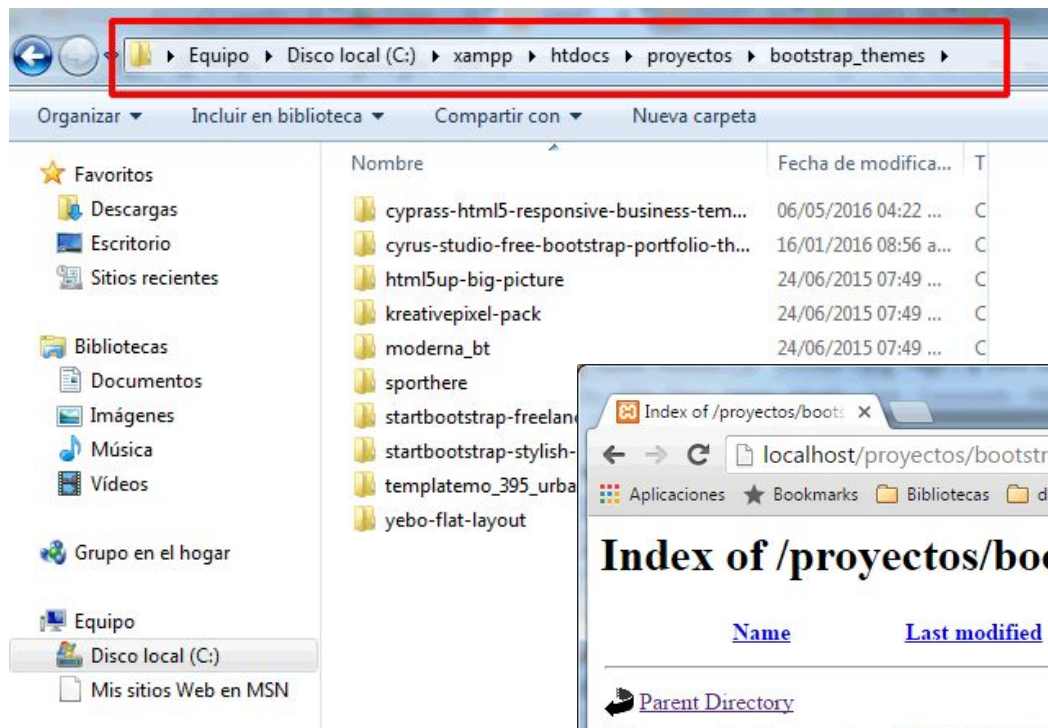 Equipo Disco local (C:) xampp htdocs proyectos bootstrap_themes
Organizar Incluir en biblioteca Compartir con Nueva carpeta
Favoritos
Descargas
Escritorio
Sitios recientes
Bibliotecas
Documentos
Imágenes
Música
Vídeos
Grupo en el hogar
Equipo
Disco local (C:)
Mis sitios Web en MSN
Nombre Fecha de modifica... T
cyprass-html5-responsive-business-tem... 06/05/2016 04:22 ... C
cyrus-studio-free-bootstrap-portfolio-th... 16/01/2016 08:56 a... C
html5up-big-picture 24/06/2015 07:49 ... C
kreativepixel-pack 24/06/2015 07:49 ... C
moderna_bt 24/06/2015 07:49 ... C
sporthere
startbootstrap-freelan
startbootstrap-stylish-
templatemo_395_urba
yebo-flat-layout
Index of /proyectos/boots
localhost/proyectos/bootstr
Aplicaciones Bookmarks Bibliotecas d
Index of /proyectos/boo
Name Last modified
Parent Directory